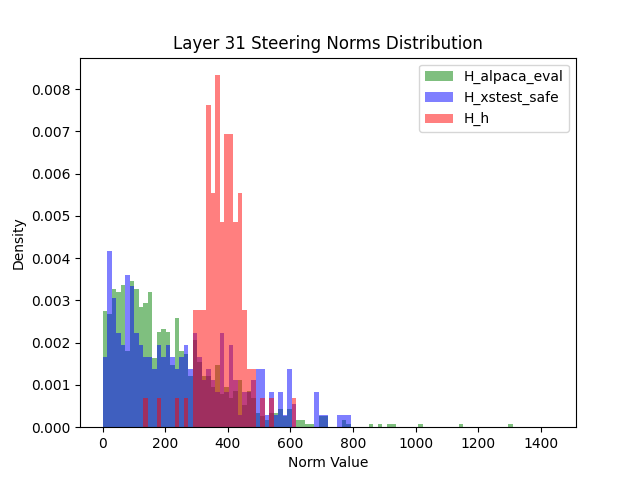 Layer 31 Steering Norms Distribution
H_alpaca_eval
H_xstest_safe
H_h
Density
0.008
0.007
0.006
0.005
0.004
0.003
0.002
0.001
0.000
0 200 400 600 800 1000 1200 1400
Norm Value